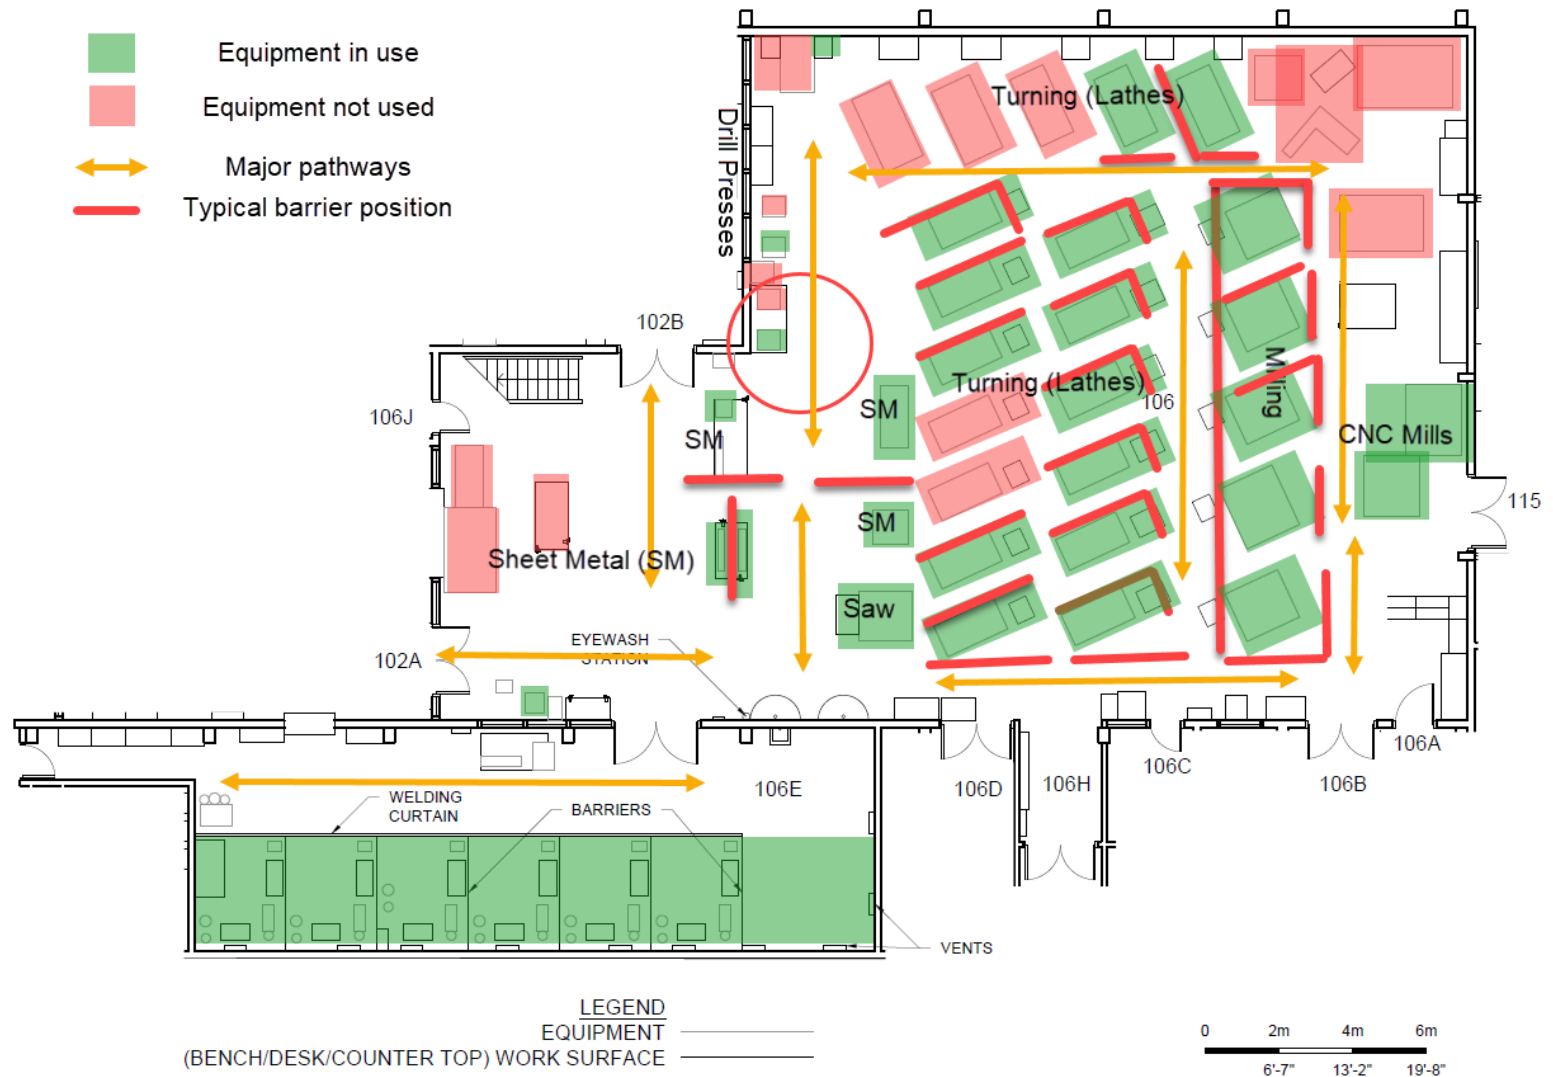 Equipment in use
Equipment not used
Major pathways
Typical barrier position
Turning (Lathes)
Drill Presses
102B
106J
SM
SM
Turning (Lathes)
106
Milling
CNC Mills
115
SM
Sheet Metal (SM)
Saw
EYEWASH
STATION
102A
106A
106C
106B
106E
106D
106H
WELDING
CURTAIN
BARRIERS
VENTS
LEGEND
EQUIPMENT
(BENCH/DESK/COUNTER TOP) WORK SURFACE
0 2m 4m 6m
6'-7" 13'-2" 19'-8"